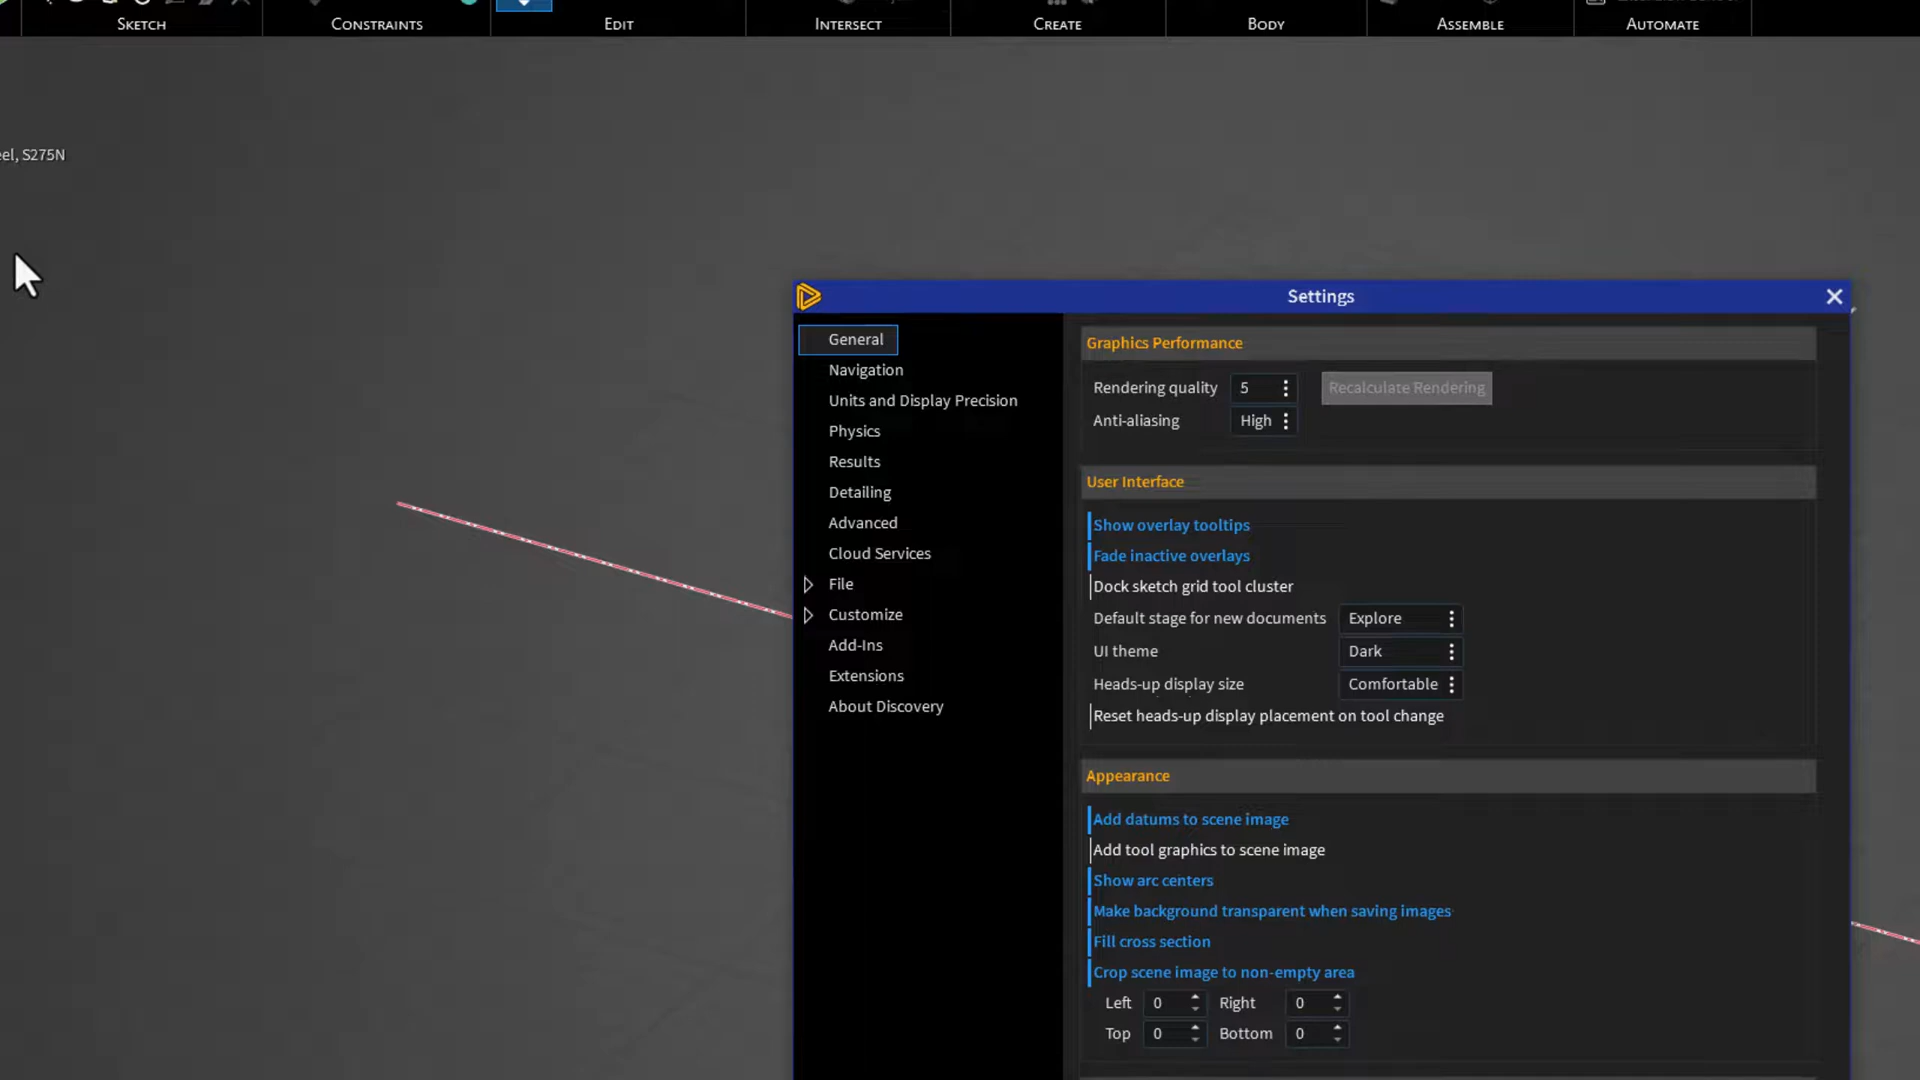 SKETCH
CONSTRAINTS
EDIT
INTERSECT
CREATE
BODY
ASSEMBLE
AUTOMATE
eel, S275N
Settings
General
Navigation
Units and Display Precision
Physics
Results
Detailing
Advanced
Cloud Services
File
Customize
Add-Ins
Extensions
About Discovery
Graphics Performance
Rendering quality 5 Recalculate Rendering
Anti-aliasing High
User Interface
Show overlay tooltips
Fade inactive overlays
Dock sketch grid tool cluster
Default stage for new documents Explore
UI theme Dark
Heads-up display size Comfortable
Reset heads-up display placement on tool change
Appearance
Add datums to scene image
Add tool graphics to scene image
Show arc centers
Make background transparent when saving images
Fill cross section
Crop scene image to non-empty area
Left 0 Right 0
Top 0 Bottom 0